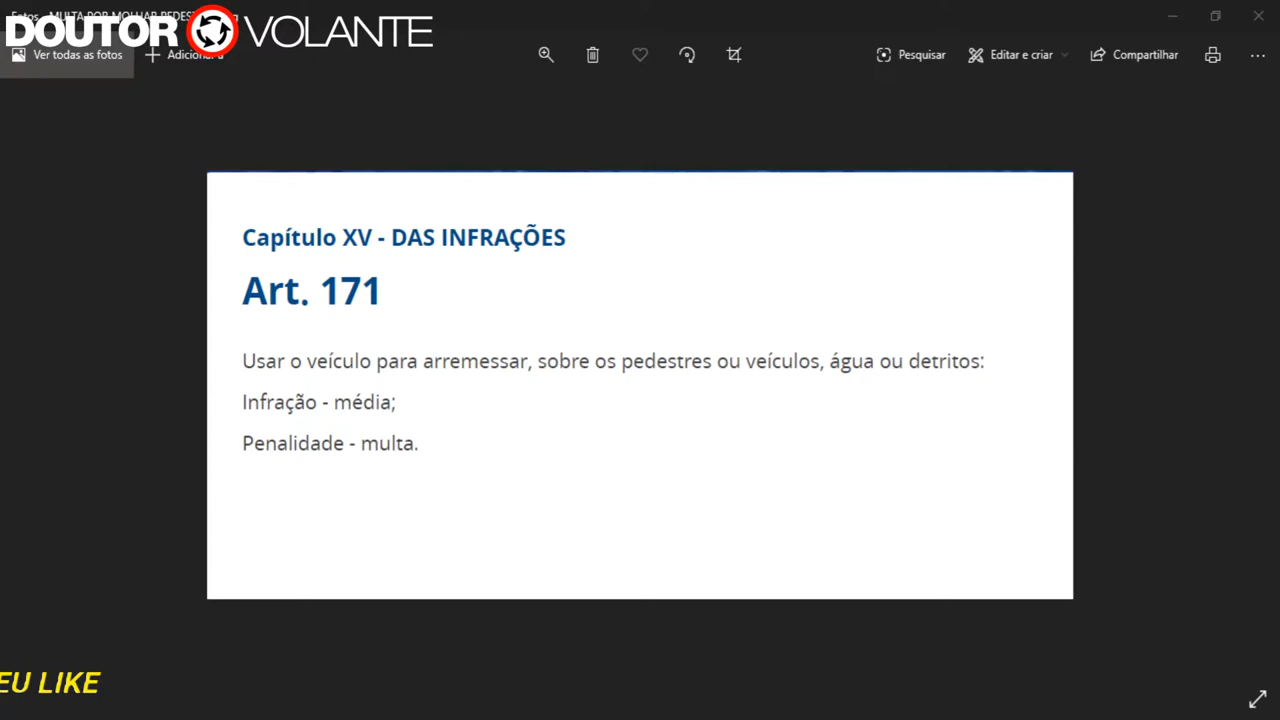 DOUTOR VOLANTE
Ver todas as fotos
Pesquisar
Editar e criar
Compartilhar
Capítulo XV - DAS INFRAÇÕES
Art. 171
Usar o veículo para arremessar, sobre os pedestres ou veículos, água ou detritos:
Infração - média;
Penalidade - multa.
EU LIKE